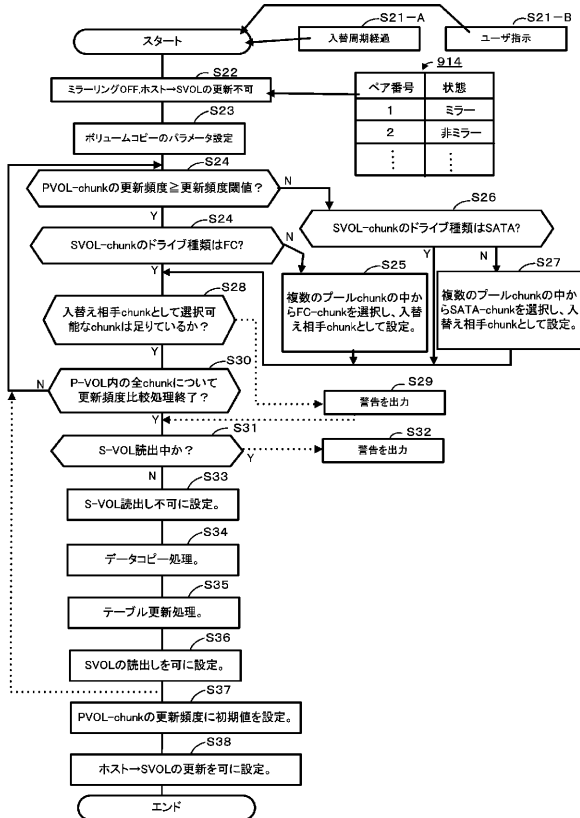 S21-A
S21-B
スタート
入替周期経過
ユーザ指示
S22
914
ミラーリングOFF,ホスト→SVOLの更新不可
ペア番号 状態
1 ミラー
2 非ミラー
⋮ ⋮
S23
ボリュームコピーのパラメータ設定
S24
PVOL-chunkの更新頻度≧更新頻度閾値?
N
Y
S26
SVOL-chunkのドライブ種類はSATA?
Y
N
S24
SVOL-chunkのドライブ種類はFC?
N
Y
S25
複数のプールchunkの中か
らFC-chunkを選択し、入替
え相手chunkとして設定。
S27
複数のプールchunkの中か
らSATA-chunkを選択し、入
替え相手chunkとして設定。
S28
入替え相手chunkとして選択可
能なchunkは足りているか?
Y
S29
警告を出力
S30
P-VOL内の全chunkについて
更新頻度比較処理終了?
N
Y
S31
S-VOL読出中か?
Y
N
S32
警告を出力
S33
S-VOL読出し不可に設定。
S34
データコピー処理。
S35
テーブル更新処理。
S36
SVOLの読出しを可に設定。
S37
PVOL-chunkの更新頻度に初期値を設定。
S38
ホスト→SVOLの更新を可に設定。
エンド